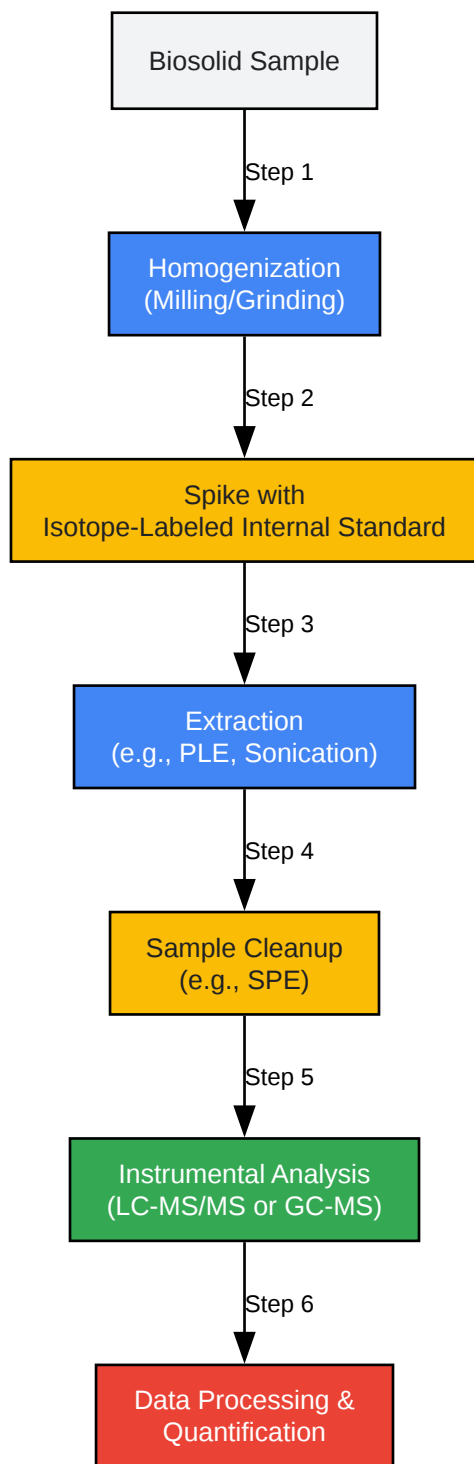 Biosolid Sample
Step 1
Homogenization
(Milling/Grinding)
Step 2
Spike with
Isotope-Labeled Internal Standard
Step 3
Extraction
(e.g., PLE, Sonication)
Step 4
Sample Cleanup
(e.g., SPE)
Step 5
Instrumental Analysis
(LC-MS/MS or GC-MS)
Step 6
Data Processing &
Quantification